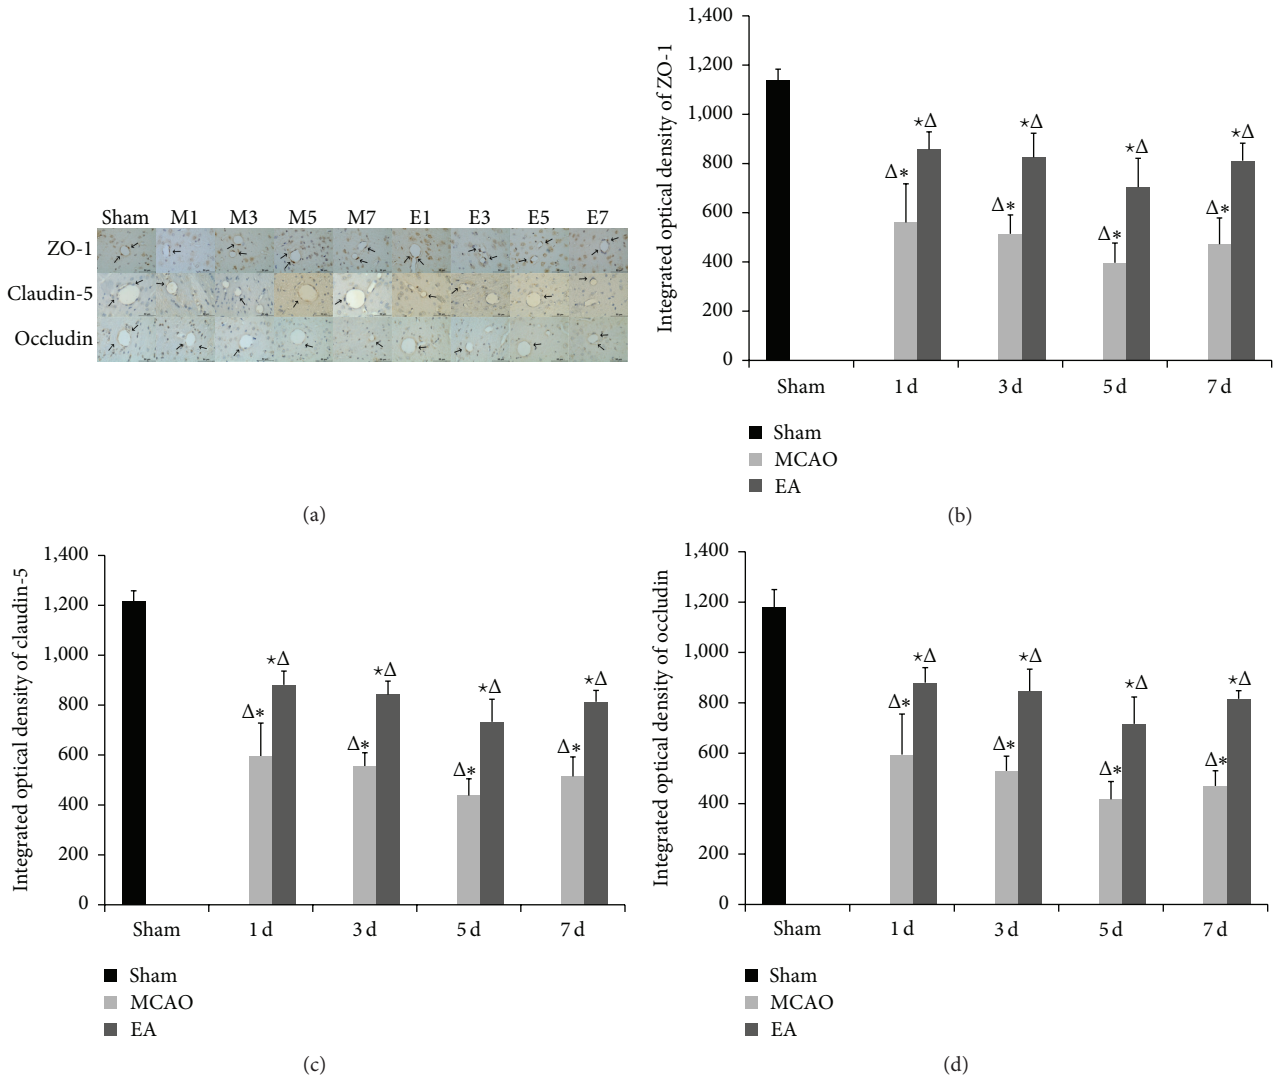 Sham M1 M3 M5 M7 E1 E3 E5 E7
ZO-1
Claudin-5
Occludin
(a)
Integrated optical density of ZO-1
1,400
1,200
1,000
800
600
400
200
0
Δ* ⋆Δ Δ* ⋆Δ Δ* ⋆Δ Δ* ⋆Δ
Sham 1 d 3 d 5 d 7 d
Sham
MCAO
EA
(b)
Integrated optical density of claudin-5
1,400
1,200
1,000
800
600
400
200
0
Δ* ⋆Δ Δ* ⋆Δ Δ* ⋆Δ Δ* ⋆Δ
Sham 1 d 3 d 5 d 7 d
Sham
MCAO
EA
(c)
Integrated optical density of occludin
1,400
1,200
1,000
800
600
400
200
0
Δ* ⋆Δ Δ* ⋆Δ Δ* ⋆Δ Δ* ⋆Δ
Sham 1 d 3 d 5 d 7 d
Sham
MCAO
EA
(d)